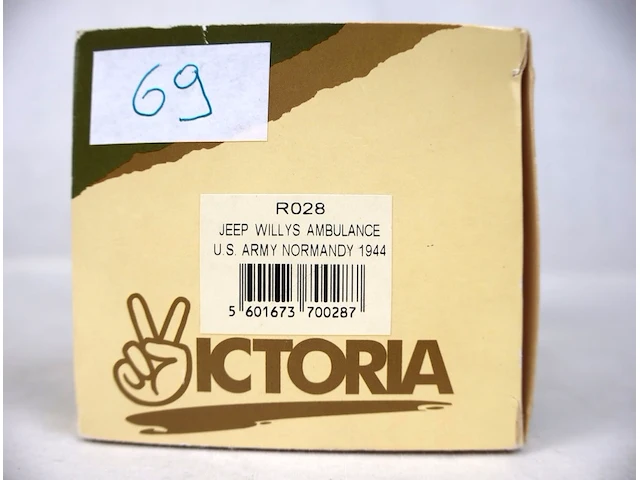 69
R028
JEEP WILLYS AMBULANCE
U.S. ARMY NORMANDY 1944
5 601673 700287
VICTORIA